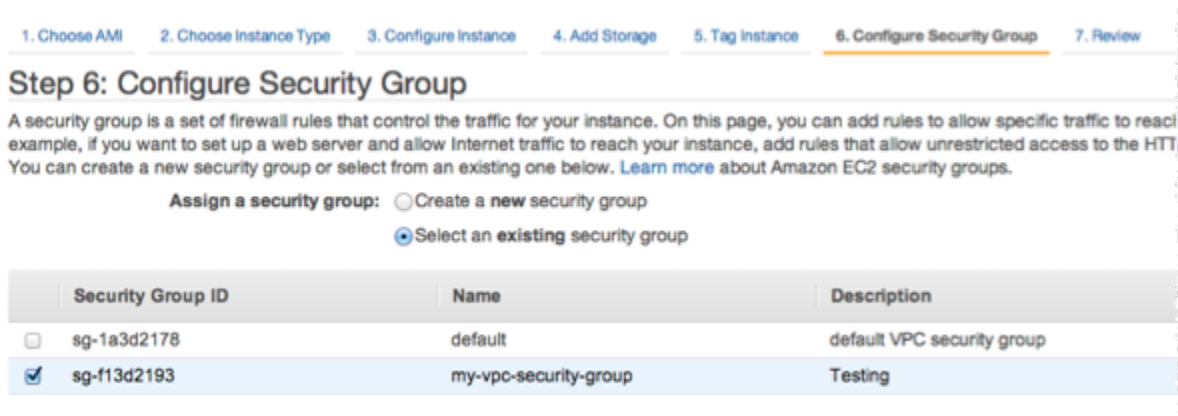 1. Choose AMI 2. Choose Instance Type 3. Configure Instance 4. Add Storage 5. Tag Instance 6. Configure Security Group 7. Review
Step 6: Configure Security Group
A security group is a set of firewall rules that control the traffic for your instance. On this page, you can add rules to allow specific traffic to reach
example, if you want to set up a web server and allow Internet traffic to reach your instance, add rules that allow unrestricted access to the HTT
You can create a new security group or select from an existing one below. Learn more about Amazon EC2 security groups.
Assign a security group: Create a new security group
Select an existing security group
Security Group ID Name Description
sg-1a3d2178 default default VPC security group
sg-f13d2193 my-vpc-security-group Testing